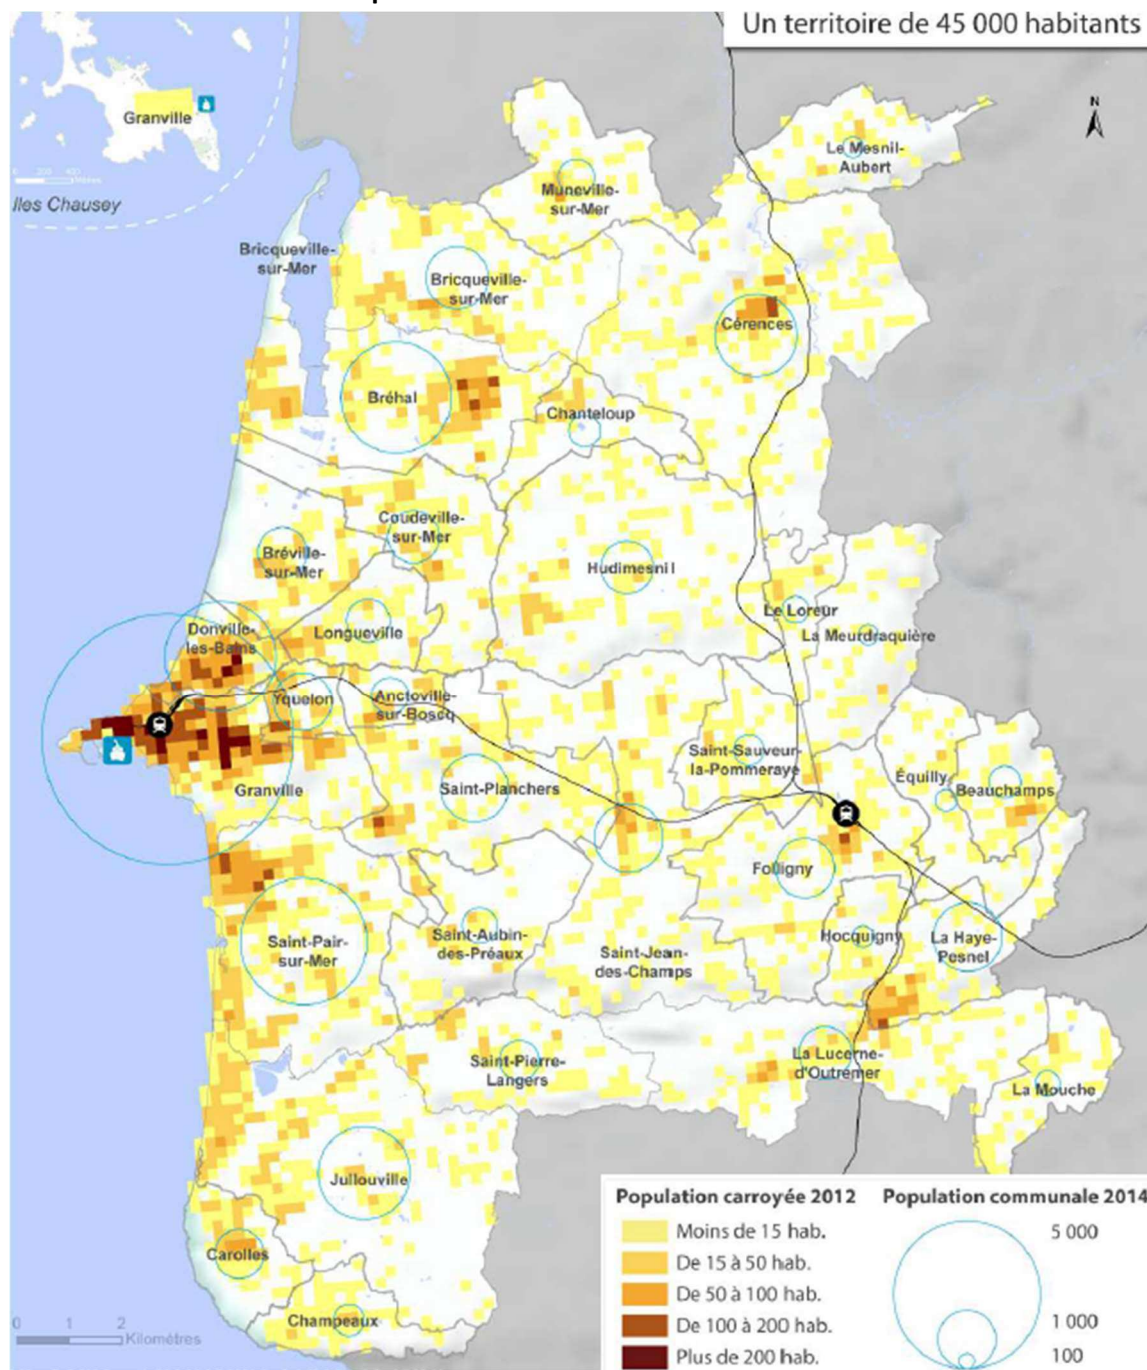 Un territoire de 45 000 habitants
N
Granville
0 200 400
Mètres
Iles Chausey
Le Mesnil-
Aubert
Muneville-
sur-Mer
Bricqueville-
sur-Mer
Bricqueville-
sur-Mer
Cérences
Bréhal
Chanteloup
Coudeville-
sur-Mer
Bréville-
sur-Mer
Hudimesnil
Le Loreur
La Meurdraquière
Donville-
les-Bains
Longueville
Yquelon
Anctoville-
sur-Boscq
Saint-Sauveur-
la-Pommeraye
Équilly
Beauchamps
Granville
Saint-Planchers
Folligny
Saint-Pair-
sur-Mer
Saint-Aubin-
des-Préaux
Saint-Jean-
des-Champs
Hocquigny
La Haye-
Pesnel
Saint-Pierre-
Langers
La Lucerne-
d'Outremer
La Mouche
Jullouville
Carolles
Champeaux
0 1 2
Kilomètres
Population carroyée 2012
Moins de 15 hab.
De 15 à 50 hab.
De 50 à 100 hab.
De 100 à 200 hab.
Plus de 200 hab.
Population communale 2014
5 000
1 000
100